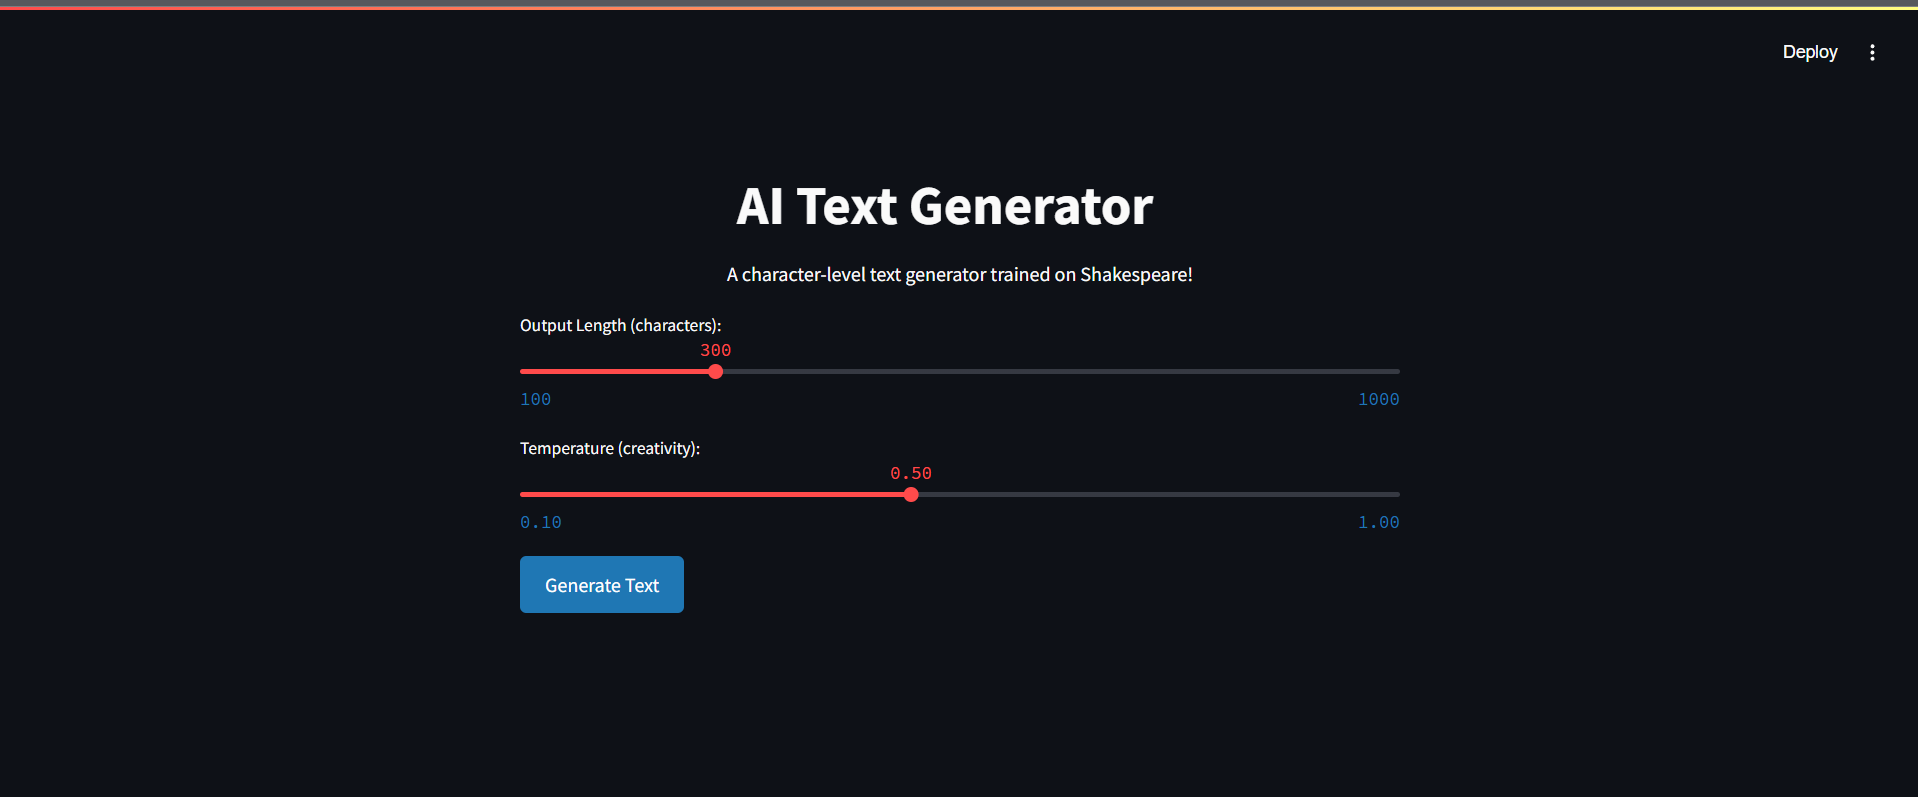 Deploy
AI Text Generator
A character-level text generator trained on Shakespeare!
Output Length (characters):
300
100 1000
Temperature (creativity):
0.50
0.10 1.00
Generate Text